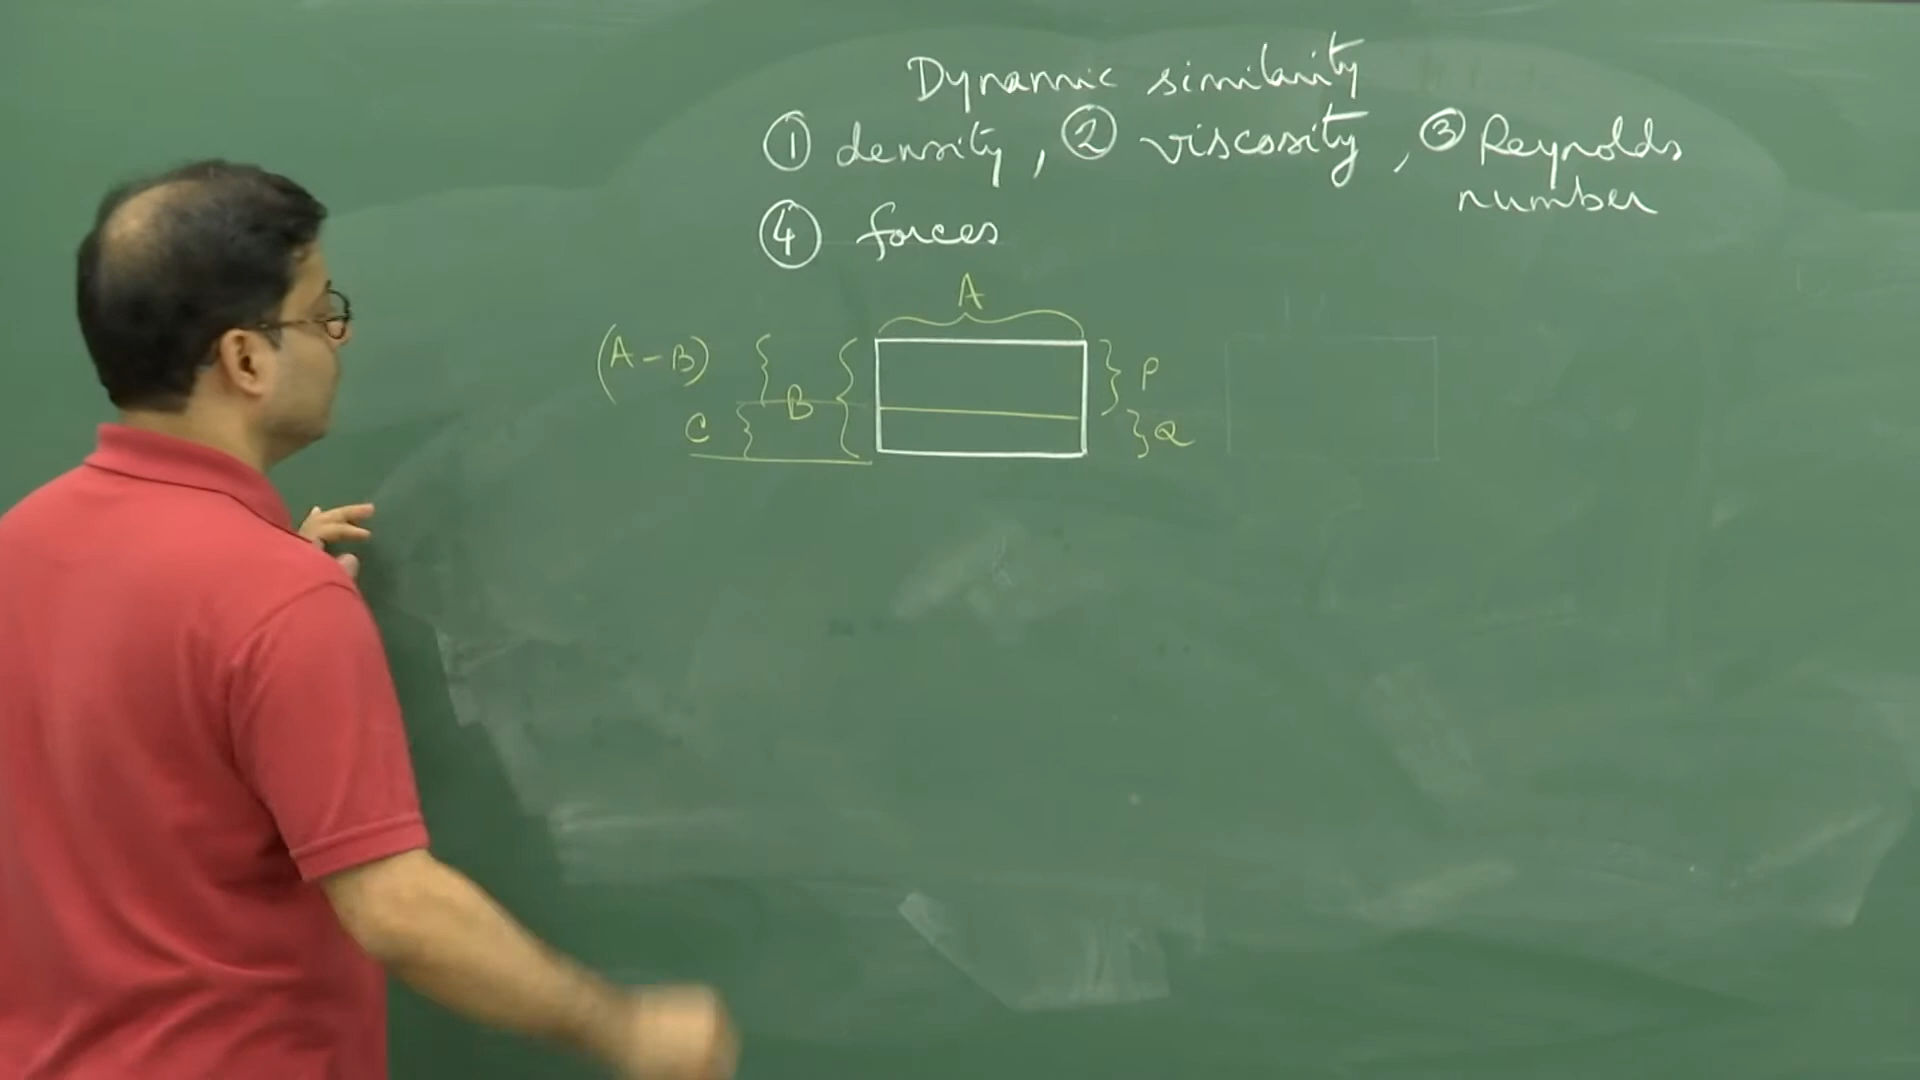 Dynamic similarity
① density, ② viscosity, ③ Reynolds
number
④ forces
A
(A-B)
B
P
C
Q